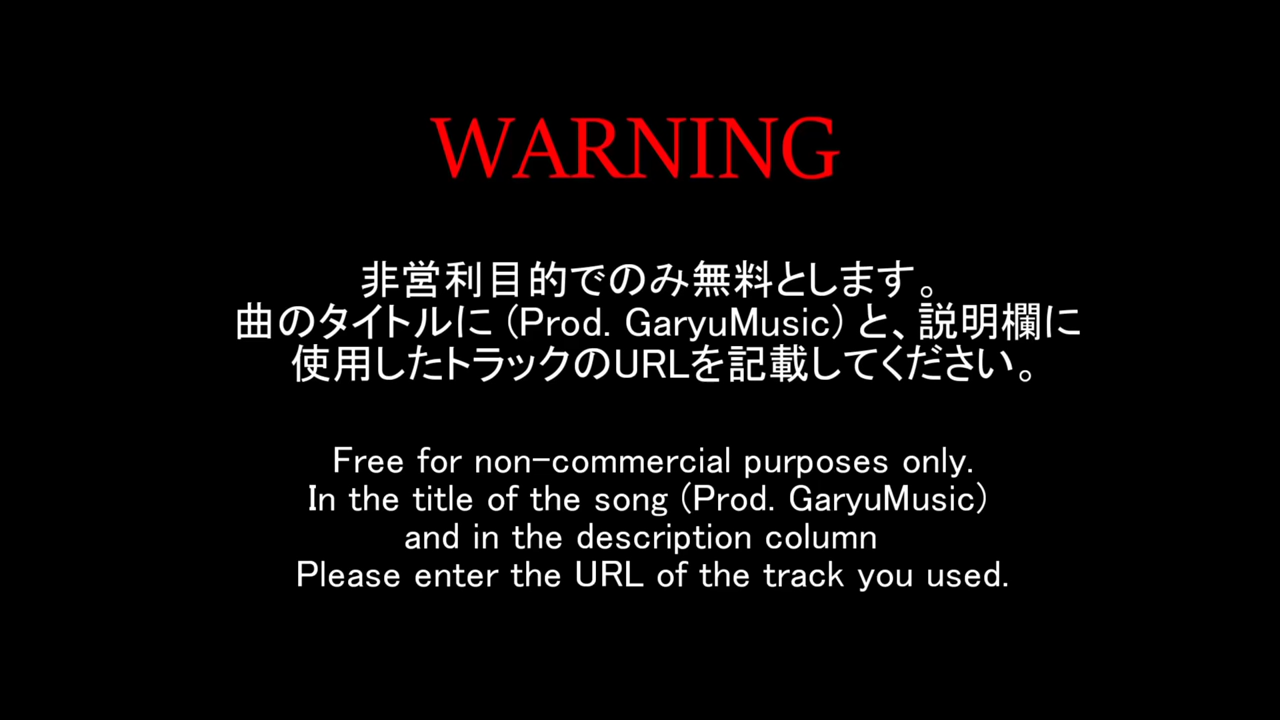 WARNING
非営利目的でのみ無料とします。
曲のタイトルに (Prod. GaryuMusic) と、説明欄に
使用したトラックのURLを記載してください。
Free for non-commercial purposes only.
In the title of the song (Prod. GaryuMusic)
and in the description column
Please enter the URL of the track you used.